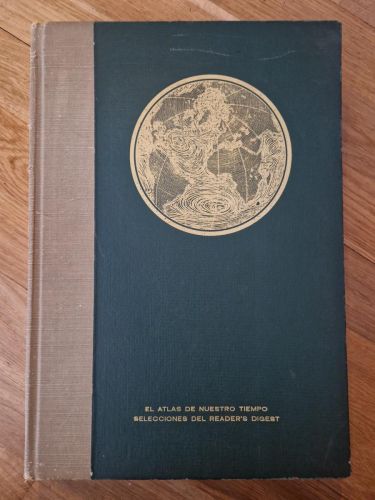 EL ATLAS DE NUESTRO TIEMPO
SELECCIONES DEL READER'S DIGEST